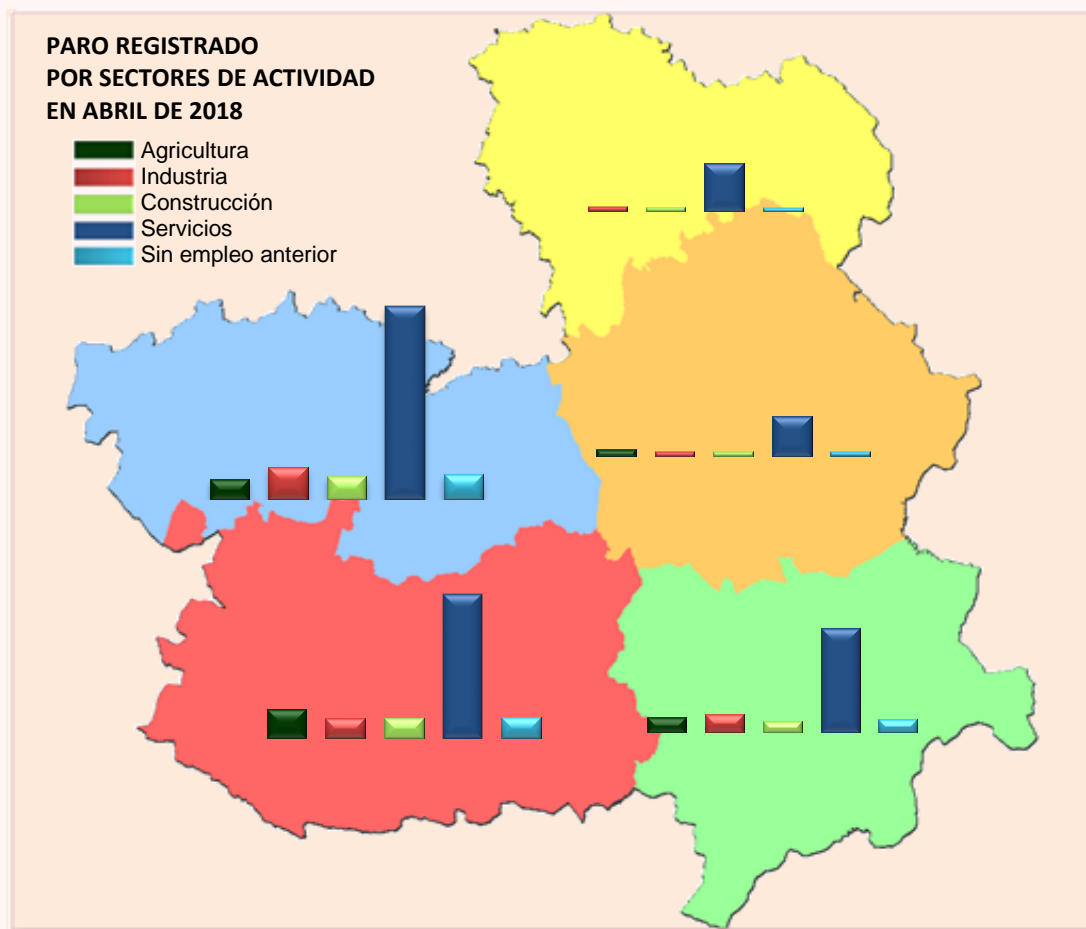 PARO REGISTRADO
POR SECTORES DE ACTIVIDAD
EN ABRIL DE 2018
Agricultura
Industria
Construcción
Servicios
Sin empleo anterior